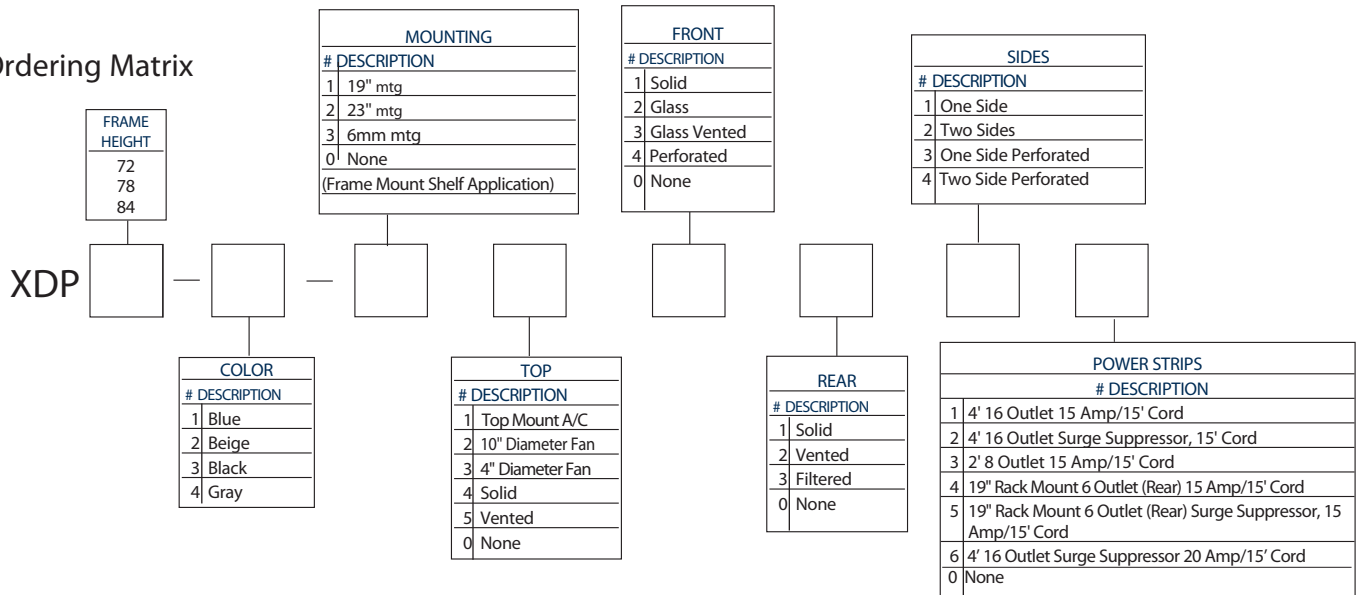 Ordering Matrix
FRAME
HEIGHT
72
78
84
MOUNTING
# DESCRIPTION
1 19" mtg
2 23" mtg
3 6mm mtg
0 None
(Frame Mount Shelf Application)
FRONT
# DESCRIPTION
1 Solid
2 Glass
3 Glass Vented
4 Perforated
0 None
SIDES
# DESCRIPTION
1 One Side
2 Two Sides
3 One Side Perforated
4 Two Side Perforated
XDP — —
COLOR
# DESCRIPTION
1 Blue
2 Beige
3 Black
4 Gray
TOP
# DESCRIPTION
1 Top Mount A/C
2 10" Diameter Fan
3 4" Diameter Fan
4 Solid
5 Vented
0 None
REAR
# DESCRIPTION
1 Solid
2 Vented
3 Filtered
0 None
POWER STRIPS
# DESCRIPTION
1 4' 16 Outlet 15 Amp/15' Cord
2 4' 16 Outlet Surge Suppressor, 15' Cord
3 2' 8 Outlet 15 Amp/15' Cord
4 19" Rack Mount 6 Outlet (Rear) 15 Amp/15' Cord
5 19" Rack Mount 6 Outlet (Rear) Surge Suppressor, 15
Amp/15' Cord
6 4' 16 Outlet Surge Suppressor 20 Amp/15' Cord
0 None